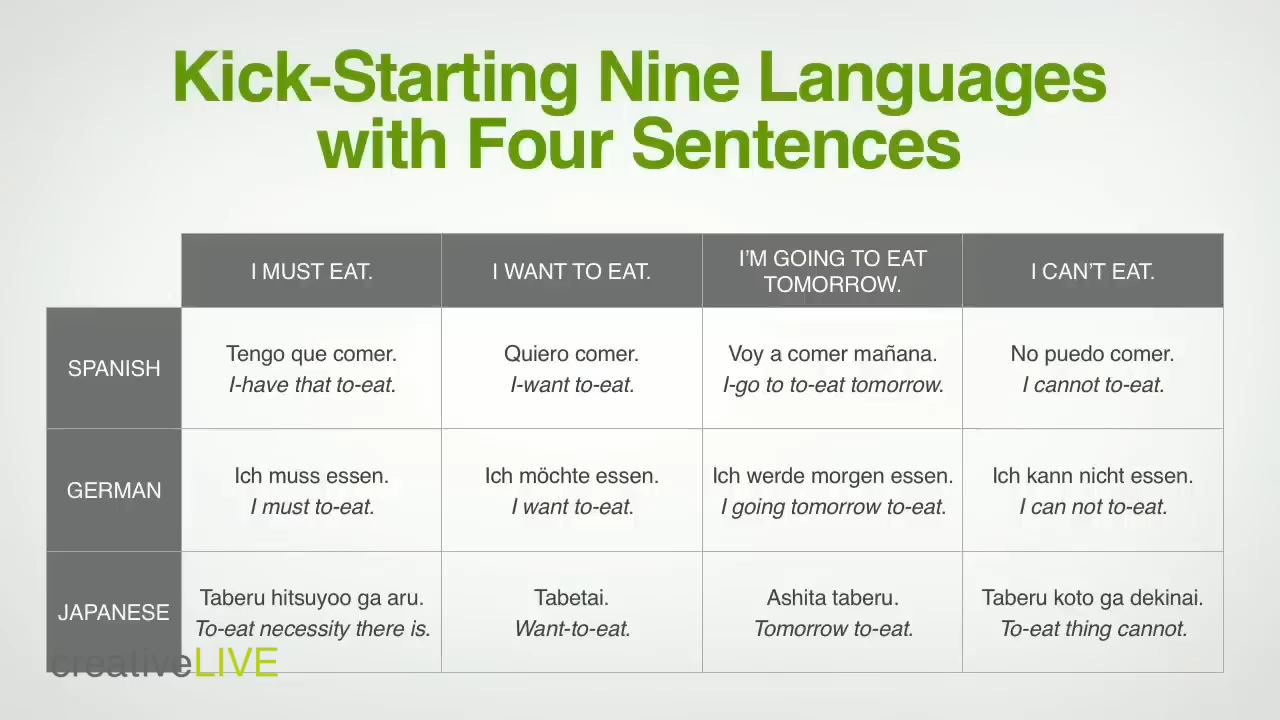 Kick-Starting Nine Languages
with Four Sentences
I MUST EAT.
I WANT TO EAT.
I'M GOING TO EAT
TOMORROW.
I CAN'T EAT.
SPANISH
Tengo que comer.
I-have that to-eat.
Quiero comer.
I-want to-eat.
Voy a comer mañana.
I-go to to-eat tomorrow.
No puedo comer.
I cannot to-eat.
GERMAN
Ich muss essen.
I must to-eat.
Ich möchte essen.
I want to-eat.
Ich werde morgen essen.
I going tomorrow to-eat.
Ich kann nicht essen.
I can not to-eat.
JAPANESE
Taberu hitsuyoo ga aru.
To-eat necessity there is.
Tabetai.
Want-to-eat.
Ashita taberu.
Tomorrow to-eat.
Taberu koto ga dekinai.
To-eat thing cannot.
creativeLIVE